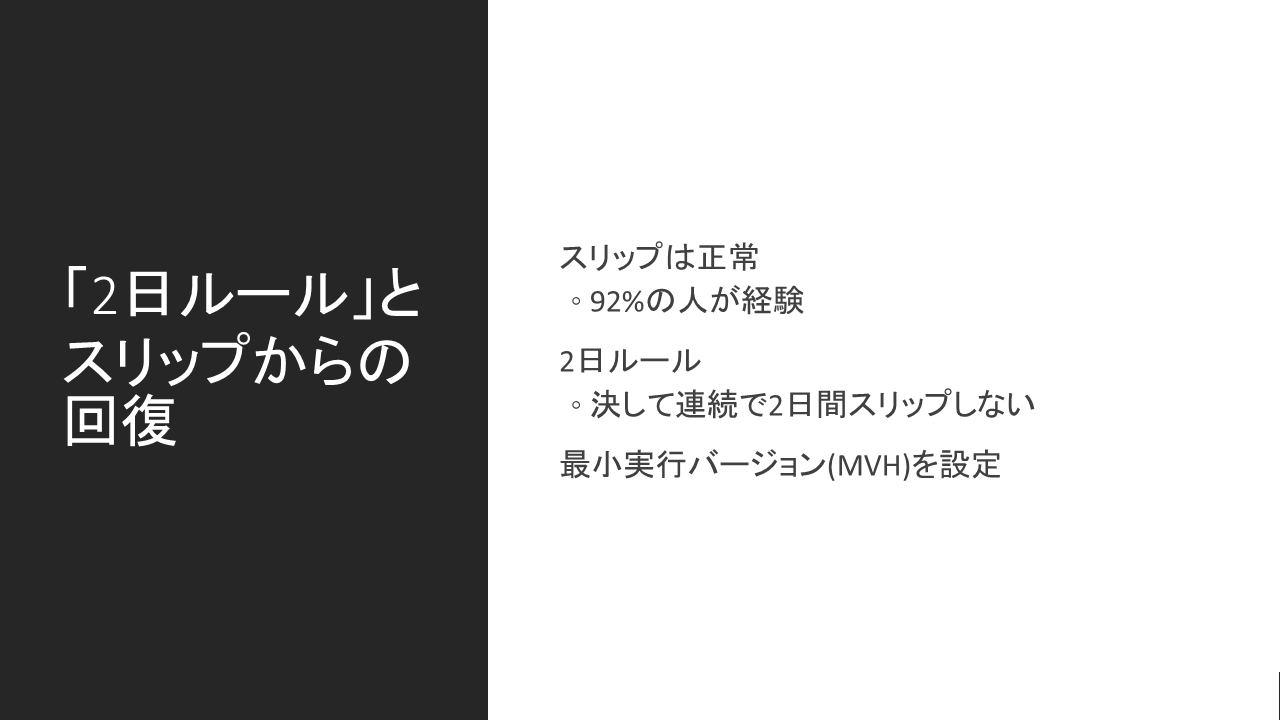 「2日ルール」と
スリップからの
回復
スリップは正常
◦ 92%の人が経験
2日ルール
◦ 決して連続で2日間スリップしない
最小実行バージョン(MVH)を設定